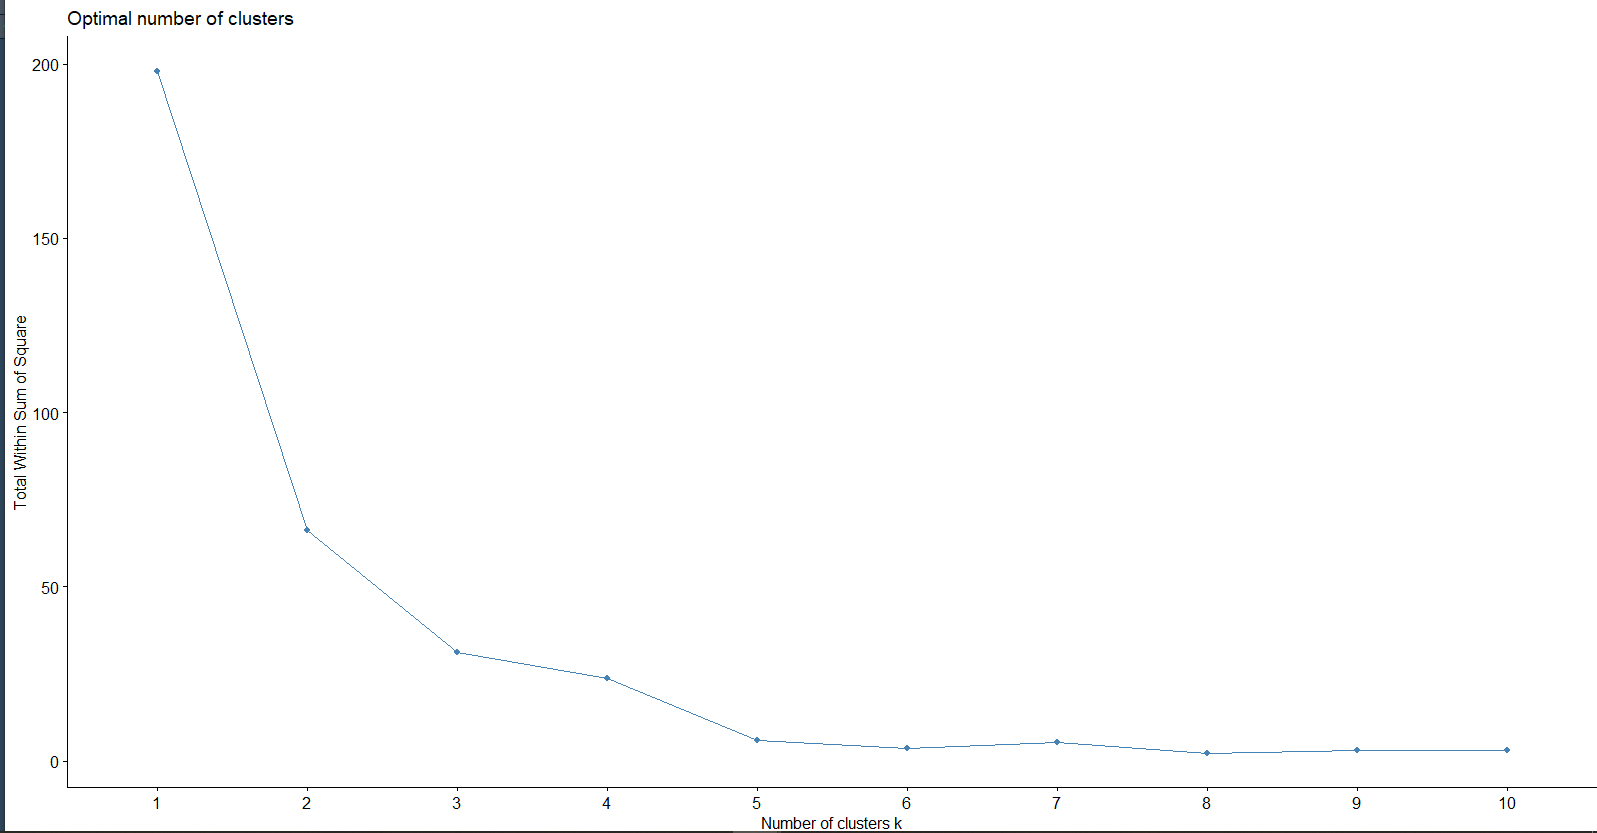 Optimal number of clusters
200
150
100
50
0
Total Within Sum of Square
1 2 3 4 5 6 7 8 9 10
Number of clusters k